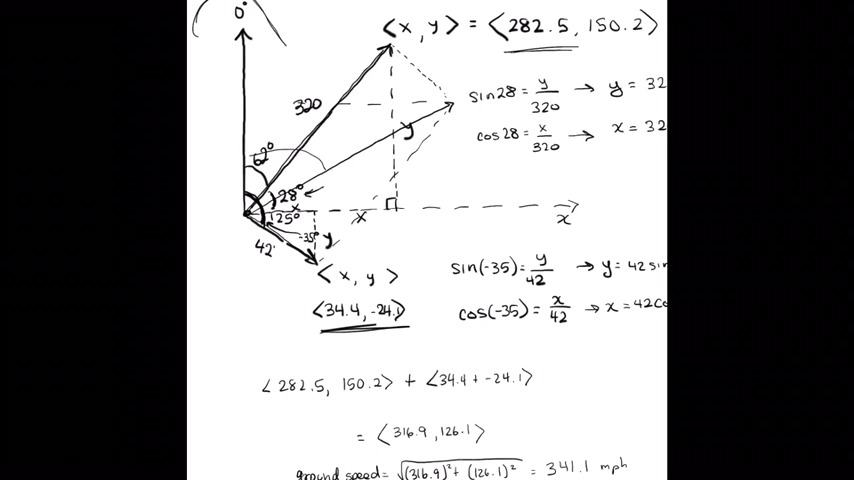 0°
⟨x, y⟩ = ⟨282.5, 150.2⟩
320
sin28 = y/320 → y = 32
cos28 = x/320 → x = 32
y
62°
28°
x
125°
x
x
-35°
y
42
⟨x, y⟩
⟨34.4, -24.1⟩
sin(-35) = y/42 → y = 42 sin
cos(-35) = x/42 → x = 42co
⟨282.5, 150.2⟩ + ⟨34.4 + -24.1⟩
= ⟨316.9, 126.1⟩
ground speed = √(316.9)² + (126.1)² = 341.1 mph